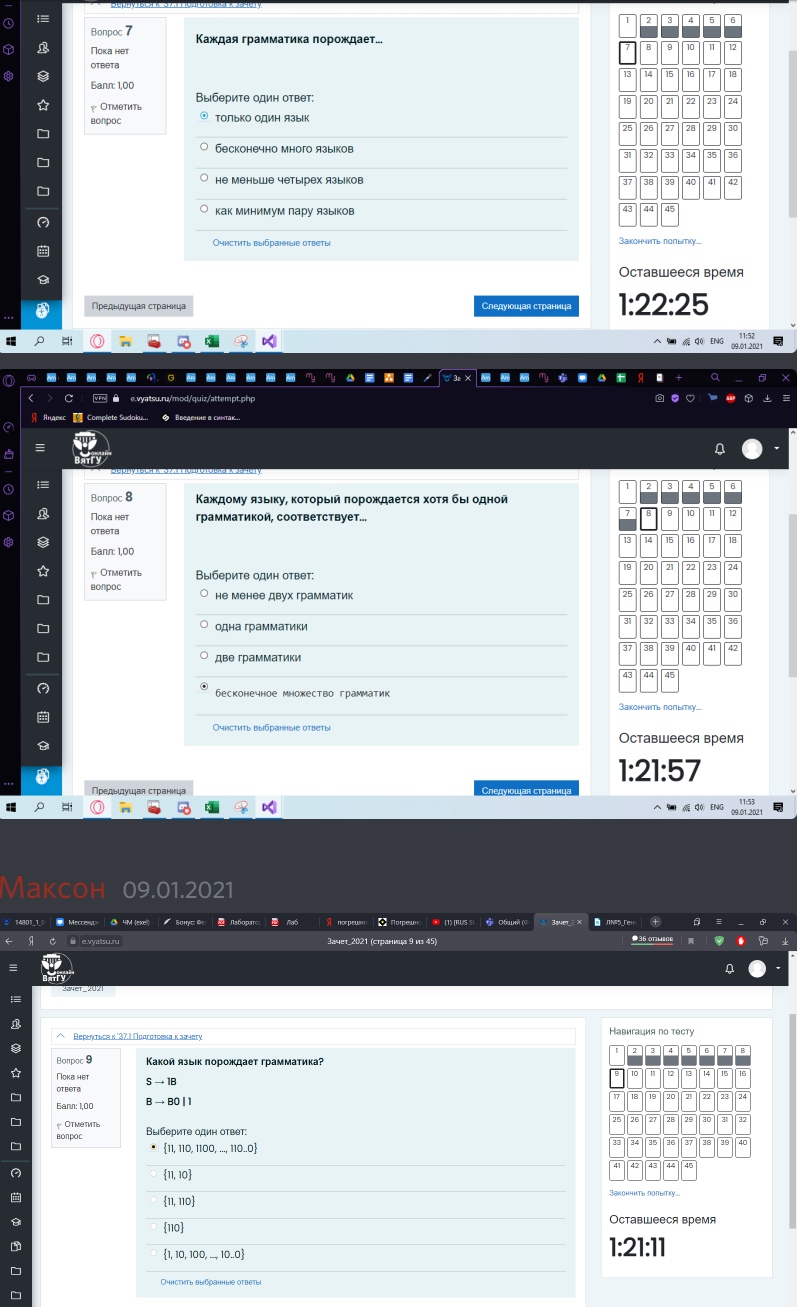 Вернуться к '37.1 Подготовка к зачету'
Вопрос 7
Пока нет
ответа
Балл: 1,00
Отметить
вопрос
Каждая грамматика порождает...
Выберите один ответ:
только один язык
бесконечно много языков
не меньше четырех языков
как минимум пару языков
Очистить выбранные ответы
Предыдущая страница
Следующая страница
1 2 3 4 5 6
7 8 9 10 11 12
13 14 15 16 17 18
19 20 21 22 23 24
25 26 27 28 29 30
31 32 33 34 35 36
37 38 39 40 41 42
43 44 45
Закончить попытку...
Оставшееся время
1:22:25
ENG
11:52
09.01.2021
VPN e.vyatsu.ru/mod/quiz/attempt.php
Яндекс Complete Sudoku... Введение в синтак...
онлайн
ВятГУ
Вернуться к '37.1 Подготовка к зачету'
Вопрос 8
Пока нет
ответа
Балл: 1,00
Отметить
вопрос
Каждому языку, который порождается хотя бы одной
грамматикой, соответствует...
Выберите один ответ:
не менее двух грамматик
одна грамматики
две грамматики
бесконечное множество грамматик
Очистить выбранные ответы
Предыдущая страница
Следующая страница
1 2 3 4 5 6
7 8 9 10 11 12
13 14 15 16 17 18
19 20 21 22 23 24
25 26 27 28 29 30
31 32 33 34 35 36
37 38 39 40 41 42
43 44 45
Закончить попытку...
Оставшееся время
1:21:57
ENG
11:53
09.01.2021
Максон 09.01.2021
Мессендж ЧМ (exel) Бонус: Лаборато Лаб погрешно Погрешно (1) [RUS Общий Зачет_2
e.vyatsu.ru
Зачет_2021 (страница 9 из 45)
36 отзывов
онлайн
ВятГУ
Зачет_2021
Вернуться к '37.1 Подготовка к зачету'
Вопрос 9
Пока нет
ответа
Балл: 1,00
Отметить
вопрос
Какой язык порождает грамматика?
S → 1B
B → B0 | 1
Выберите один ответ:
{11, 110, 1100, ..., 110..0}
{11, 10}
{11, 110}
{110}
{1, 10, 100, ..., 10..0}
Очистить выбранные ответы
Навигация по тесту
1 2 3 4 5 6 7 8
9 10 11 12 13 14 15 16
17 18 19 20 21 22 23 24
25 26 27 28 29 30 31 32
33 34 35 36 37 38 39 40
41 42 43 44 45
Закончить попытку...
Оставшееся время
1:21:11